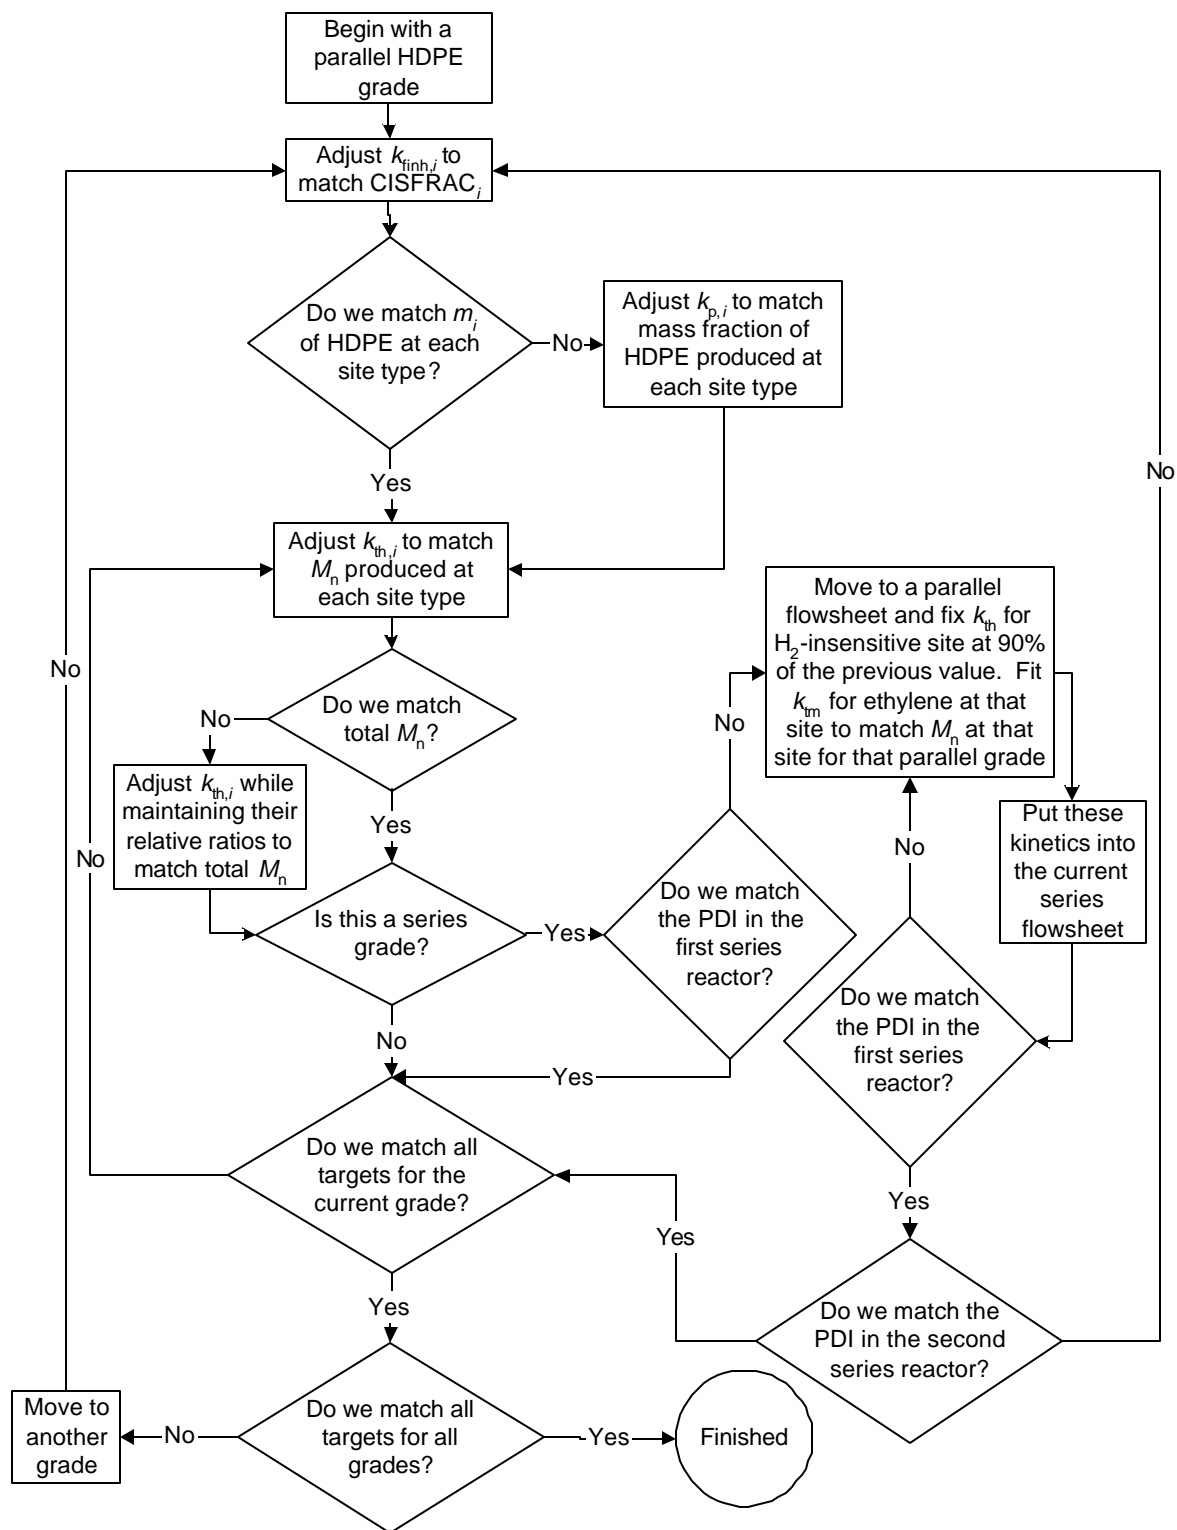 Begin with a
parallel HDPE
grade
Adjust k_finh,i to
match CISFRAC_i
Do we match m_i
of HDPE at each
site type?
No
Adjust k_p,i to match
mass fraction of
HDPE produced at
each site type
Yes
No
Adjust k_th,i to match
M_n produced at
each site type
Move to a parallel
flowsheet and fix k_th for
H_2-insensitive site at 90%
of the previous value.  Fit
k_tm for ethylene at that
site to match M_n at that
site for that parallel grade
No
Do we match
total M_n?
No
No
Adjust k_th,i while
maintaining their
relative ratios to
match total M_n
Yes
No
No
Put these
kinetics into
the current
series
flowsheet
Is this a series
grade?
Yes
Do we match
the PDI in the
first series
reactor?
Do we match
the PDI in the
first series
reactor?
No
Yes
Do we match all
targets for the
current grade?
Yes
Yes
Yes
Do we match the
PDI in the second
series reactor?
Move to
another
grade
No
Do we match all
targets for all
grades?
Yes
Finished